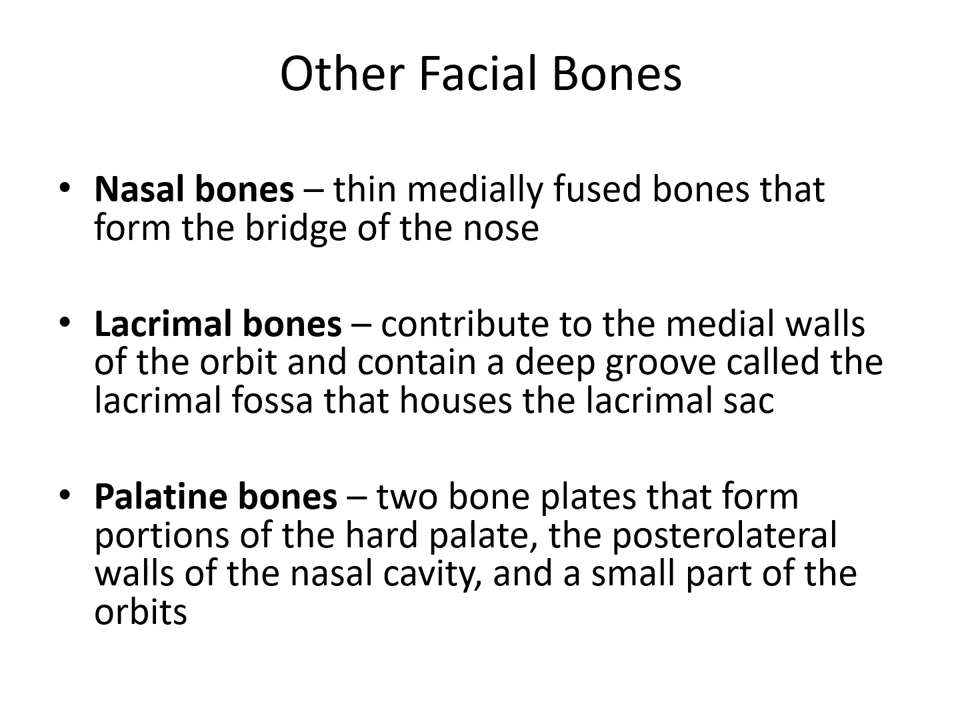 Other Facial Bones
• Nasal bones – thin medially fused bones that
form the bridge of the nose
• Lacrimal bones – contribute to the medial walls
of the orbit and contain a deep groove called the
lacrimal fossa that houses the lacrimal sac
• Palatine bones – two bone plates that form
portions of the hard palate, the posterolateral
walls of the nasal cavity, and a small part of the
orbits